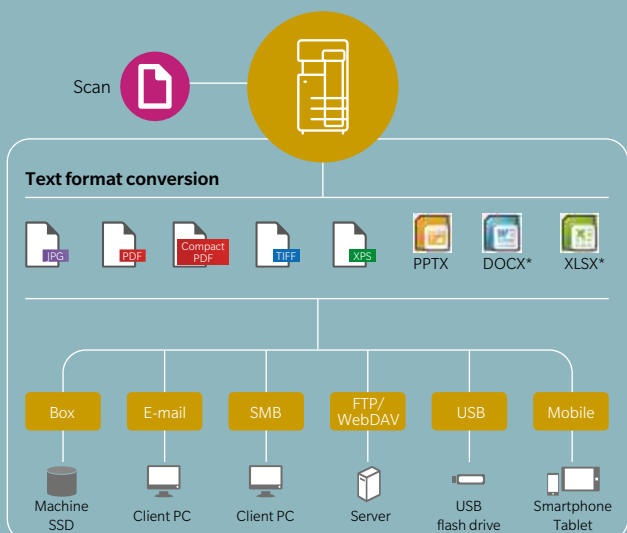 Scan
Text format conversion
JPG
PDF
Compact
PDF
TIFF
XPS
PPTX
DOCX*
XLSX*
Box
E-mail
SMB
FTP/
WebDAV
USB
Mobile
Machine
SSD
Client PC
Client PC
Server
USB
flash drive
Smartphone
Tablet